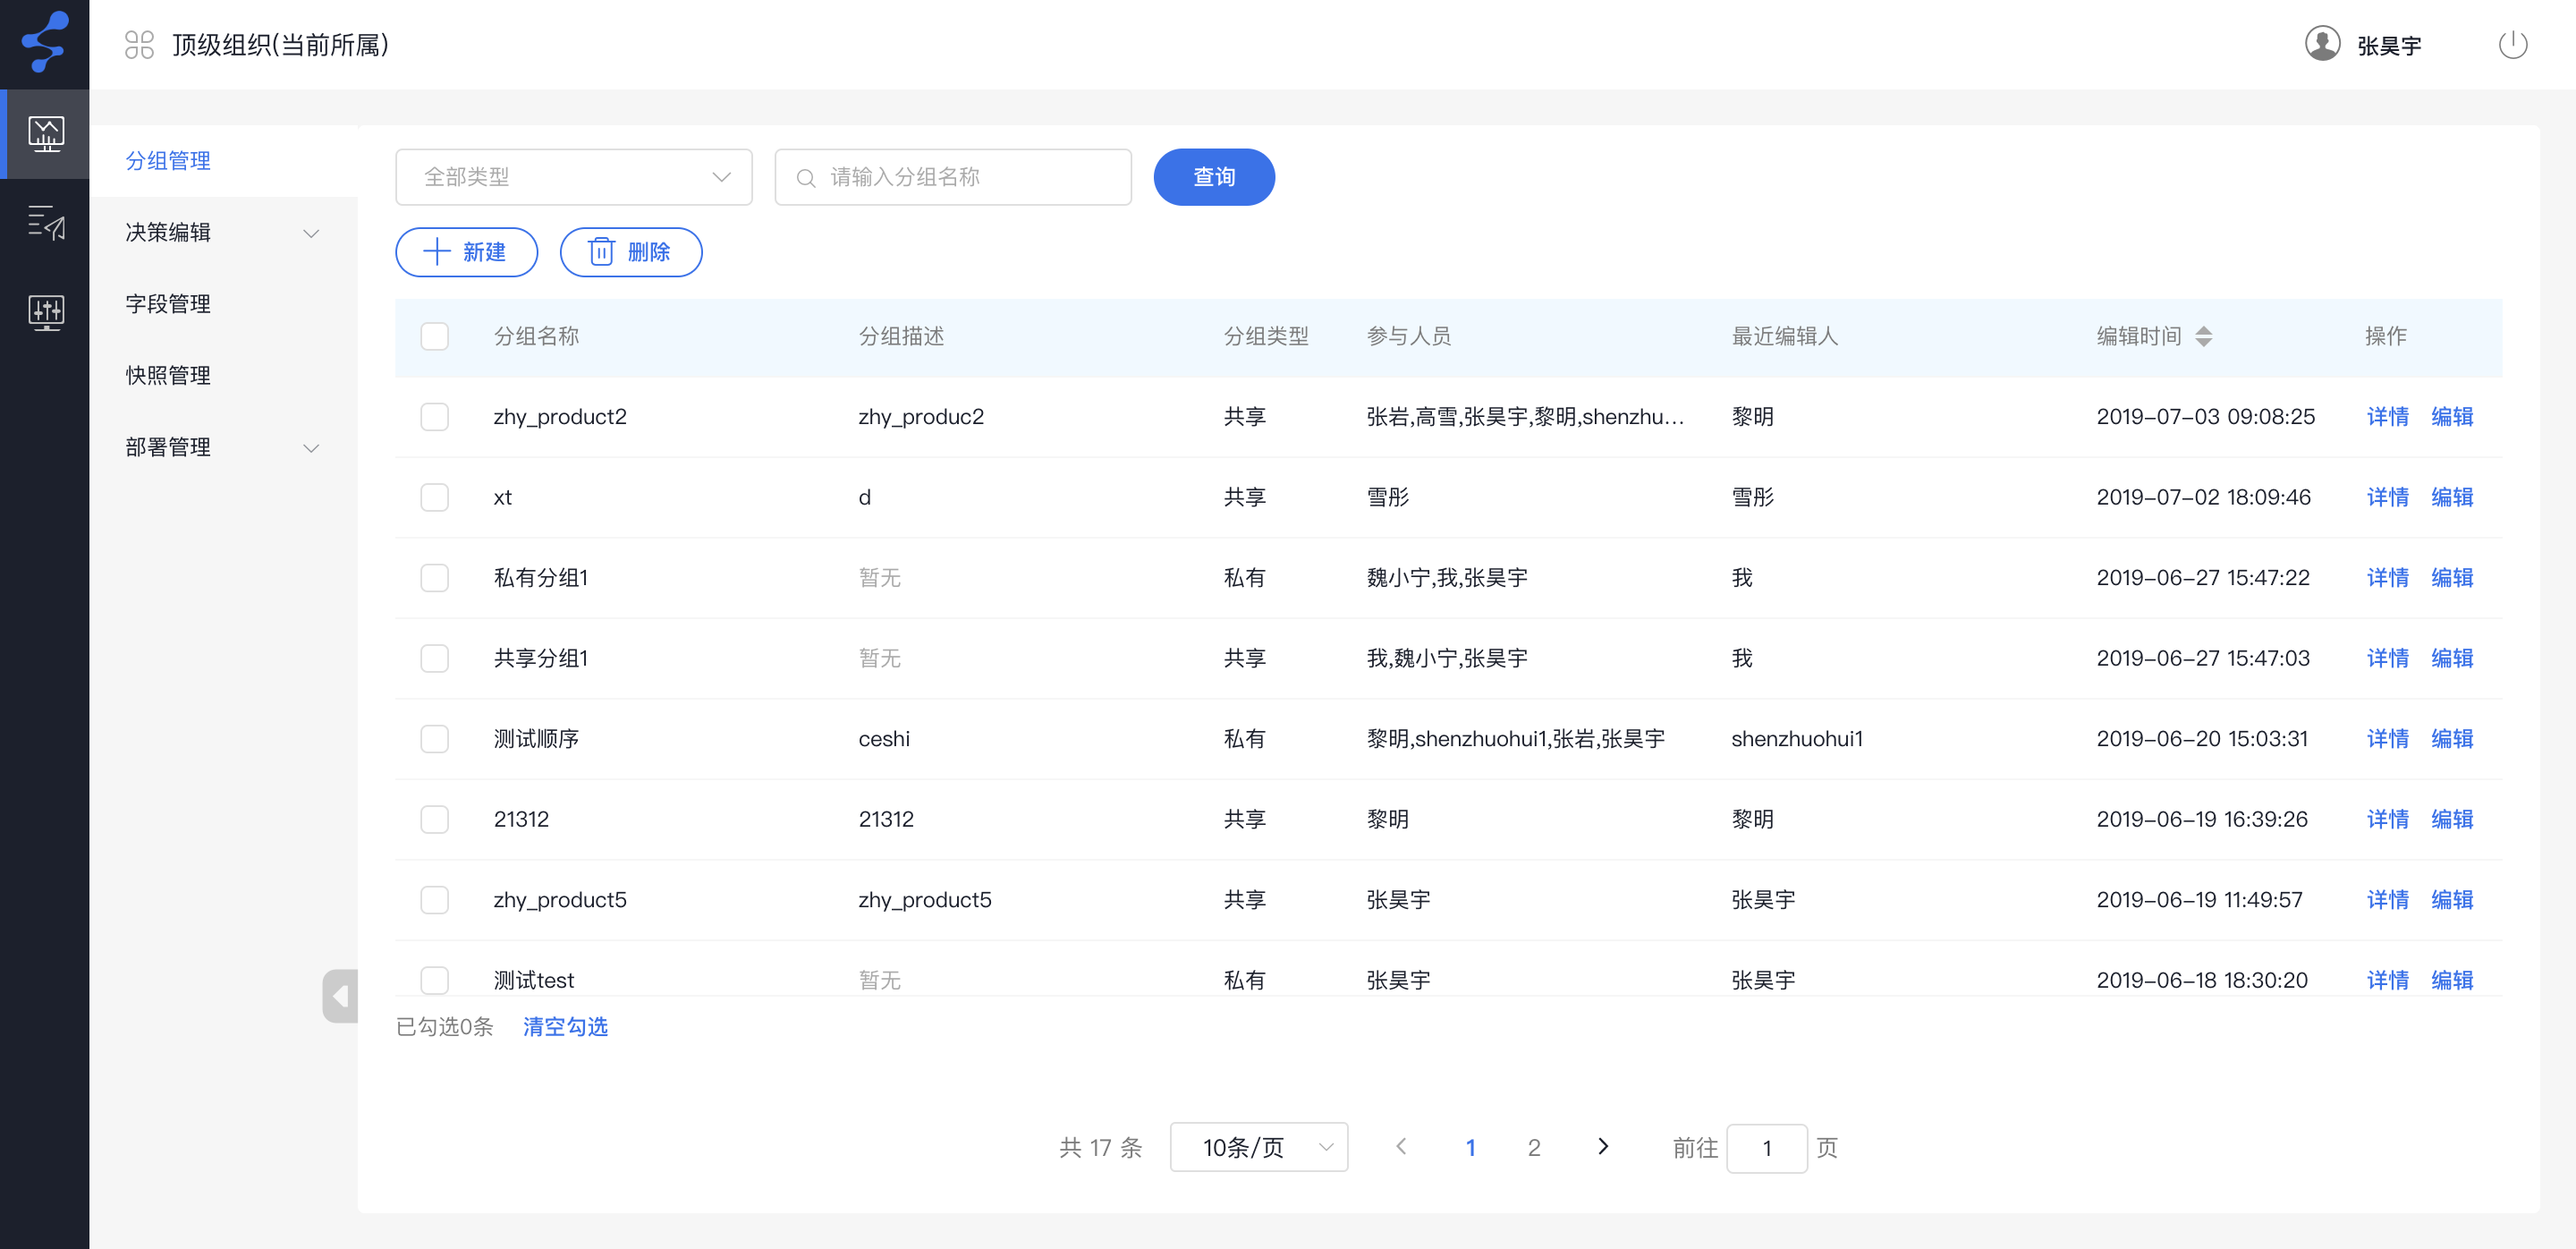 顶级组织(当前所属)
张昊宇
分组管理
决策编辑
字段管理
快照管理
部署管理
全部类型
请输入分组名称
查询
新建
删除
分组名称 分组描述 分组类型 参与人员 最近编辑人 编辑时间 操作
zhy_product2 zhy_produc2 共享 张岩,高雪,张昊宇,黎明,shenzhu... 黎明 2019-07-03 09:08:25 详情 编辑
xt d 共享 雪彤 雪彤 2019-07-02 18:09:46 详情 编辑
私有分组1 暂无 私有 魏小宁,我,张昊宇 我 2019-06-27 15:47:22 详情 编辑
共享分组1 暂无 共享 我,魏小宁,张昊宇 我 2019-06-27 15:47:03 详情 编辑
测试顺序 ceshi 私有 黎明,shenzhuohui1,张岩,张昊宇 shenzhuohui1 2019-06-20 15:03:31 详情 编辑
21312 21312 共享 黎明 黎明 2019-06-19 16:39:26 详情 编辑
zhy_product5 zhy_product5 共享 张昊宇 张昊宇 2019-06-19 11:49:57 详情 编辑
测试test 暂无 私有 张昊宇 张昊宇 2019-06-18 18:30:20 详情 编辑
已勾选0条 清空勾选
共 17 条 10条/页 1 2 前往 1 页